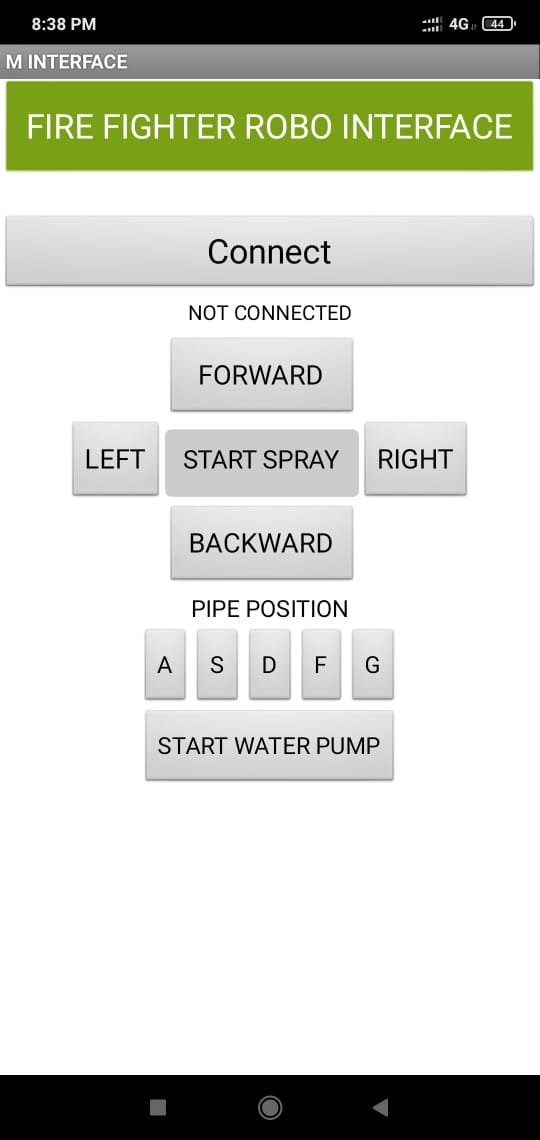 8:38 PM 4G 44
M INTERFACE
FIRE FIGHTER ROBO INTERFACE
Connect
NOT CONNECTED
FORWARD
LEFT START SPRAY RIGHT
BACKWARD
PIPE POSITION
A S D F G
START WATER PUMP